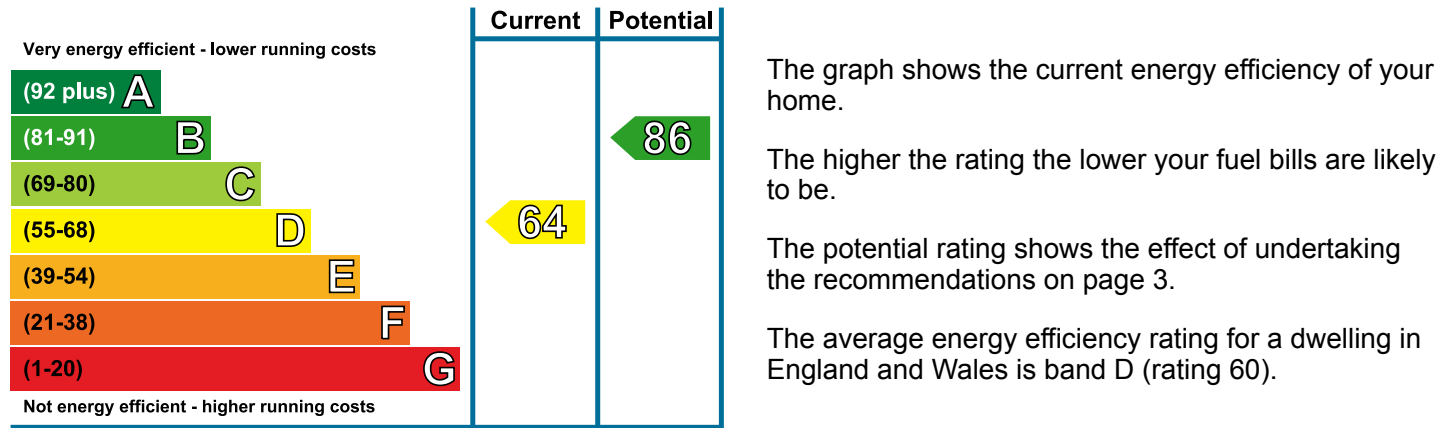 Current Potential
Very energy efficient - lower running costs
(92 plus) A
(81-91) B
86
(69-80) C
(55-68) D
64
(39-54) E
(21-38) F
(1-20) G
Not energy efficient - higher running costs
The graph shows the current energy efficiency of your
home.
The higher the rating the lower your fuel bills are likely
to be.
The potential rating shows the effect of undertaking
the recommendations on page 3.
The average energy efficiency rating for a dwelling in
England and Wales is band D (rating 60).